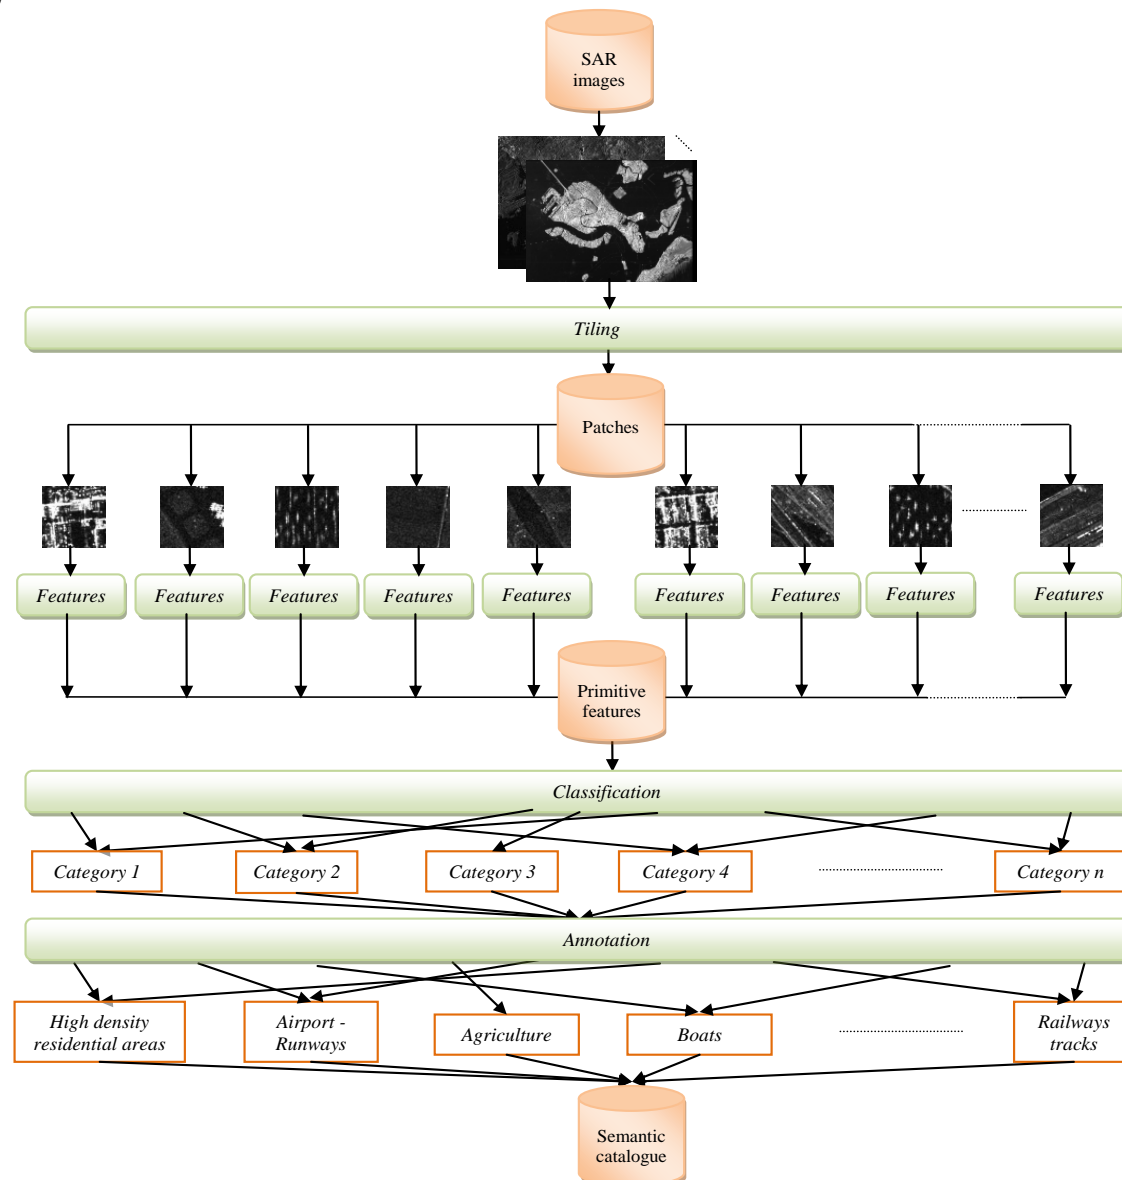 SAR
images
Tiling
Patches
Features
Features
Features
Features
Features
Features
Features
Features
Features
Primitive
features
Classification
Category 1
Category 2
Category 3
Category 4
Category n
Annotation
High density
residential areas
Airport -
Runways
Agriculture
Boats
Railways
tracks
Semantic
catalogue